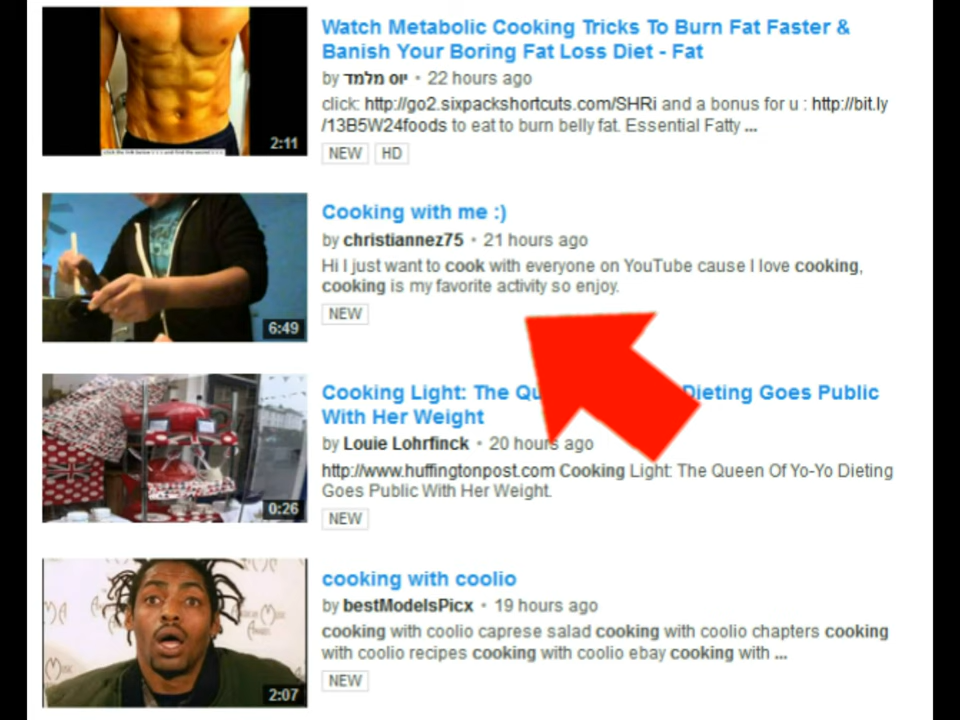 Watch Metabolic Cooking Tricks To Burn Fat Faster &
Banish Your Boring Fat Loss Diet - Fat
by יוס מלמד • 22 hours ago
click: http://go2.sixpackshortcuts.com/SHRi and a bonus for u : http://bit.ly
/13B5W24foods to eat to burn belly fat. Essential Fatty ...
2:11
NEW HD
Cooking with me :)
by christiannez75 • 21 hours ago
Hi I just want to cook with everyone on YouTube cause I love cooking,
cooking is my favorite activity so enjoy.
6:49
NEW
Cooking Light: The Dieting Goes Public
With Her Weight
by Louie Lohrfinck • 20 hours ago
http://www.huffingtonpost.com Cooking Light: The Queen Of Yo-Yo Dieting
Goes Public With Her Weight.
0:26
NEW
cooking with coolio
by bestModelsPicx • 19 hours ago
cooking with coolio caprese salad cooking with coolio chapters cooking
with coolio recipes cooking with coolio ebay cooking with ...
2:07
NEW